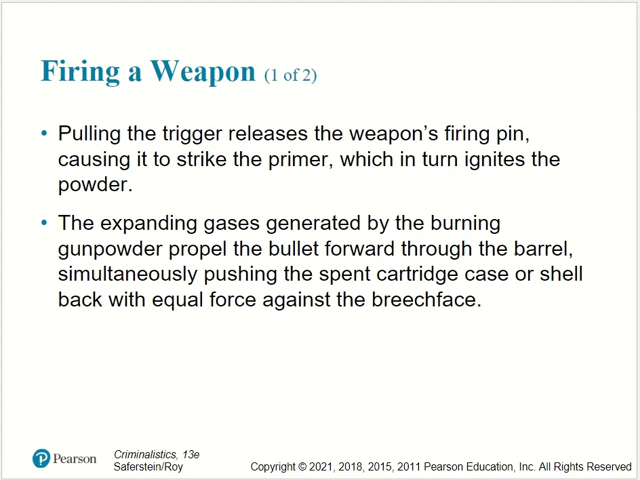 Firing a Weapon (1 of 2)
• Pulling the trigger releases the weapon's firing pin,
causing it to strike the primer, which in turn ignites the
powder.
• The expanding gases generated by the burning
gunpowder propel the bullet forward through the barrel,
simultaneously pushing the spent cartridge case or shell
back with equal force against the breechface.
Pearson
Criminalistics, 13e
Saferstein/Roy
Copyright © 2021, 2018, 2015, 2011 Pearson Education, Inc. All Rights Reserved